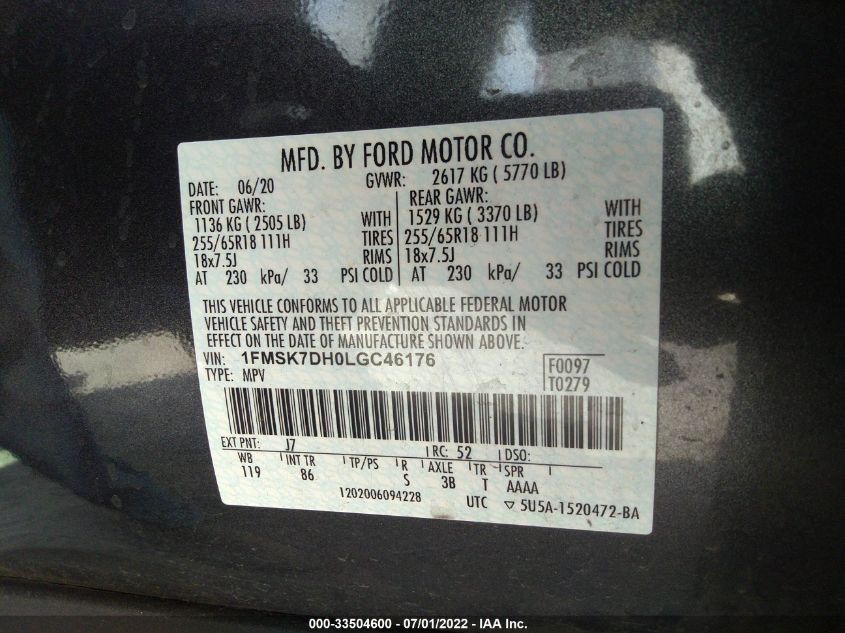 MFD. BY FORD MOTOR CO.
DATE: 06/20 GVWR: 2617 KG ( 5770 LB)
FRONT GAWR: REAR GAWR:
1136 KG ( 2505 LB) WITH 1529 KG ( 3370 LB) WITH
255/65R18 111H TIRES 255/65R18 111H TIRES
18x7.5J RIMS 18x7.5J RIMS
AT 230 kPa/ 33 PSI COLD AT 230 kPa/ 33 PSI COLD
THIS VEHICLE CONFORMS TO ALL APPLICABLE FEDERAL MOTOR
VEHICLE SAFETY AND THEFT PREVENTION STANDARDS IN
EFFECT ON THE DATE OF MANUFACTURE SHOWN ABOVE.
VIN: 1FMSK7DH0LGC46176 F0097
TYPE: MPV T0279
EXT PNT: J7 RC: 52 DSO:
WB INT TR TP/PS R AXLE TR SPR
119 86 S 3B T AAAA
1202006094228 UTC ▽ 5U5A-1520472-BA
000-33504600 - 07/01/2022 - IAA Inc.